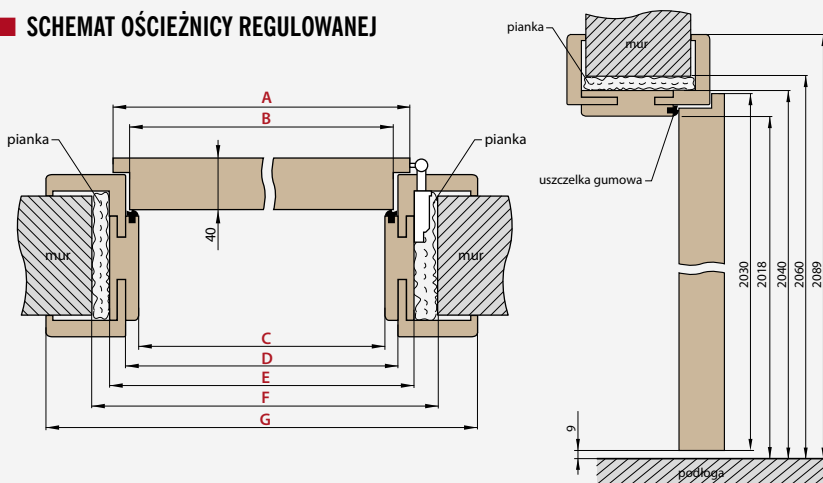 SCHEMAT OŚCIEŻNICY REGULOWANEJ
A
B
pianka
pianka
40
mur
mur
C
D
E
F
G
pianka
mur
uszczelka gumowa
2030
2018
2040
2060
2089
9
podłoga